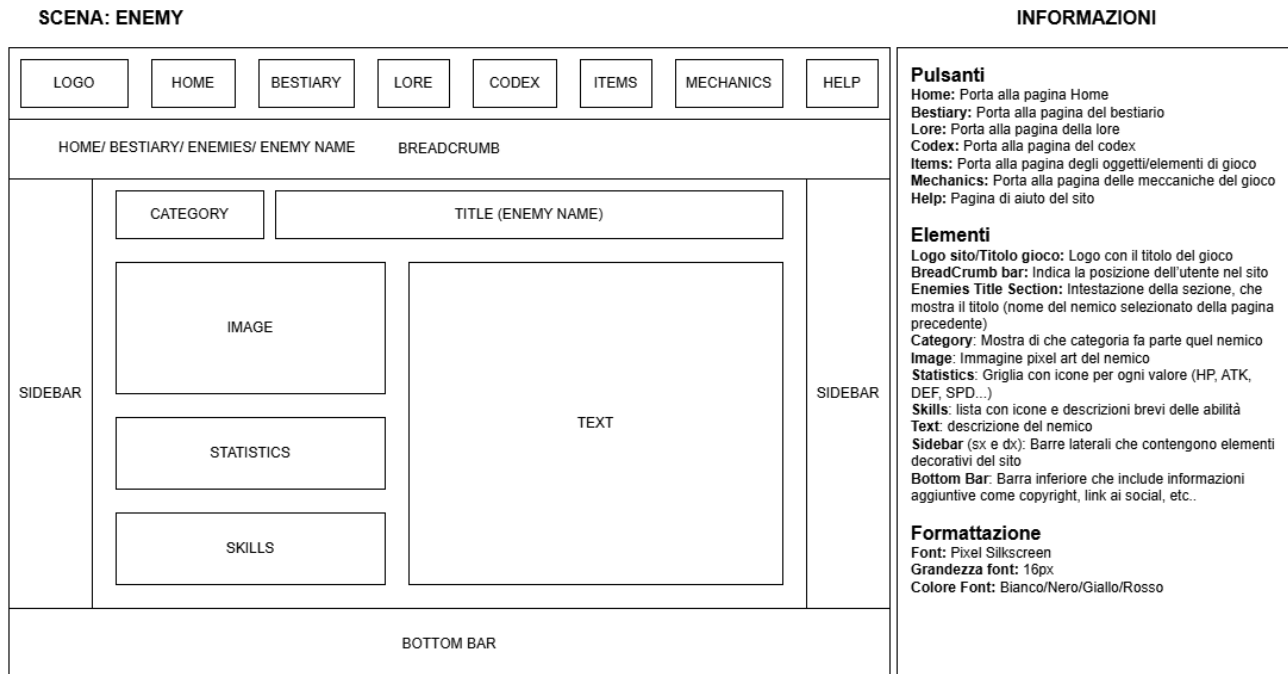 SCENA: ENEMY
LOGO
HOME
BESTIARY
LORE
CODEX
ITEMS
MECHANICS
HELP
HOME/ BESTIARY/ ENEMIES/ ENEMY NAME
BREADCRUMB
SIDEBAR
CATEGORY
TITLE (ENEMY NAME)
IMAGE
STATISTICS
SKILLS
TEXT
SIDEBAR
BOTTOM BAR
INFORMAZIONI
Pulsanti
Home: Porta alla pagina Home
Bestiary: Porta alla pagina del bestiario
Lore: Porta alla pagina della lore
Codex: Porta alla pagina del codex
Items: Porta alla pagina degli oggetti/elementi di gioco
Mechanics: Porta alla pagina delle meccaniche del gioco
Help: Pagina di aiuto del sito
Elementi
Logo sito/Titolo gioco: Logo con il titolo del gioco
BreadCrumb bar: Indica la posizione dell'utente nel sito
Enemies Title Section: Intestazione della sezione, che
mostra il titolo (nome del nemico selezionato della pagina
precedente)
Category: Mostra di che categoria fa parte quel nemico
Image: Immagine pixel art del nemico
Statistics: Griglia con icone per ogni valore (HP, ATK,
DEF, SPD...)
Skills: lista con icone e descrizioni brevi delle abilità
Text: descrizione del nemico
Sidebar (sx e dx): Barre laterali che contengono elementi
decorativi del sito
Bottom Bar: Barra inferiore che include informazioni
aggiuntive come copyright, link ai social, etc..
Formattazione
Font: Pixel Silkscreen
Grandezza font: 16px
Colore Font: Bianco/Nero/Giallo/Rosso